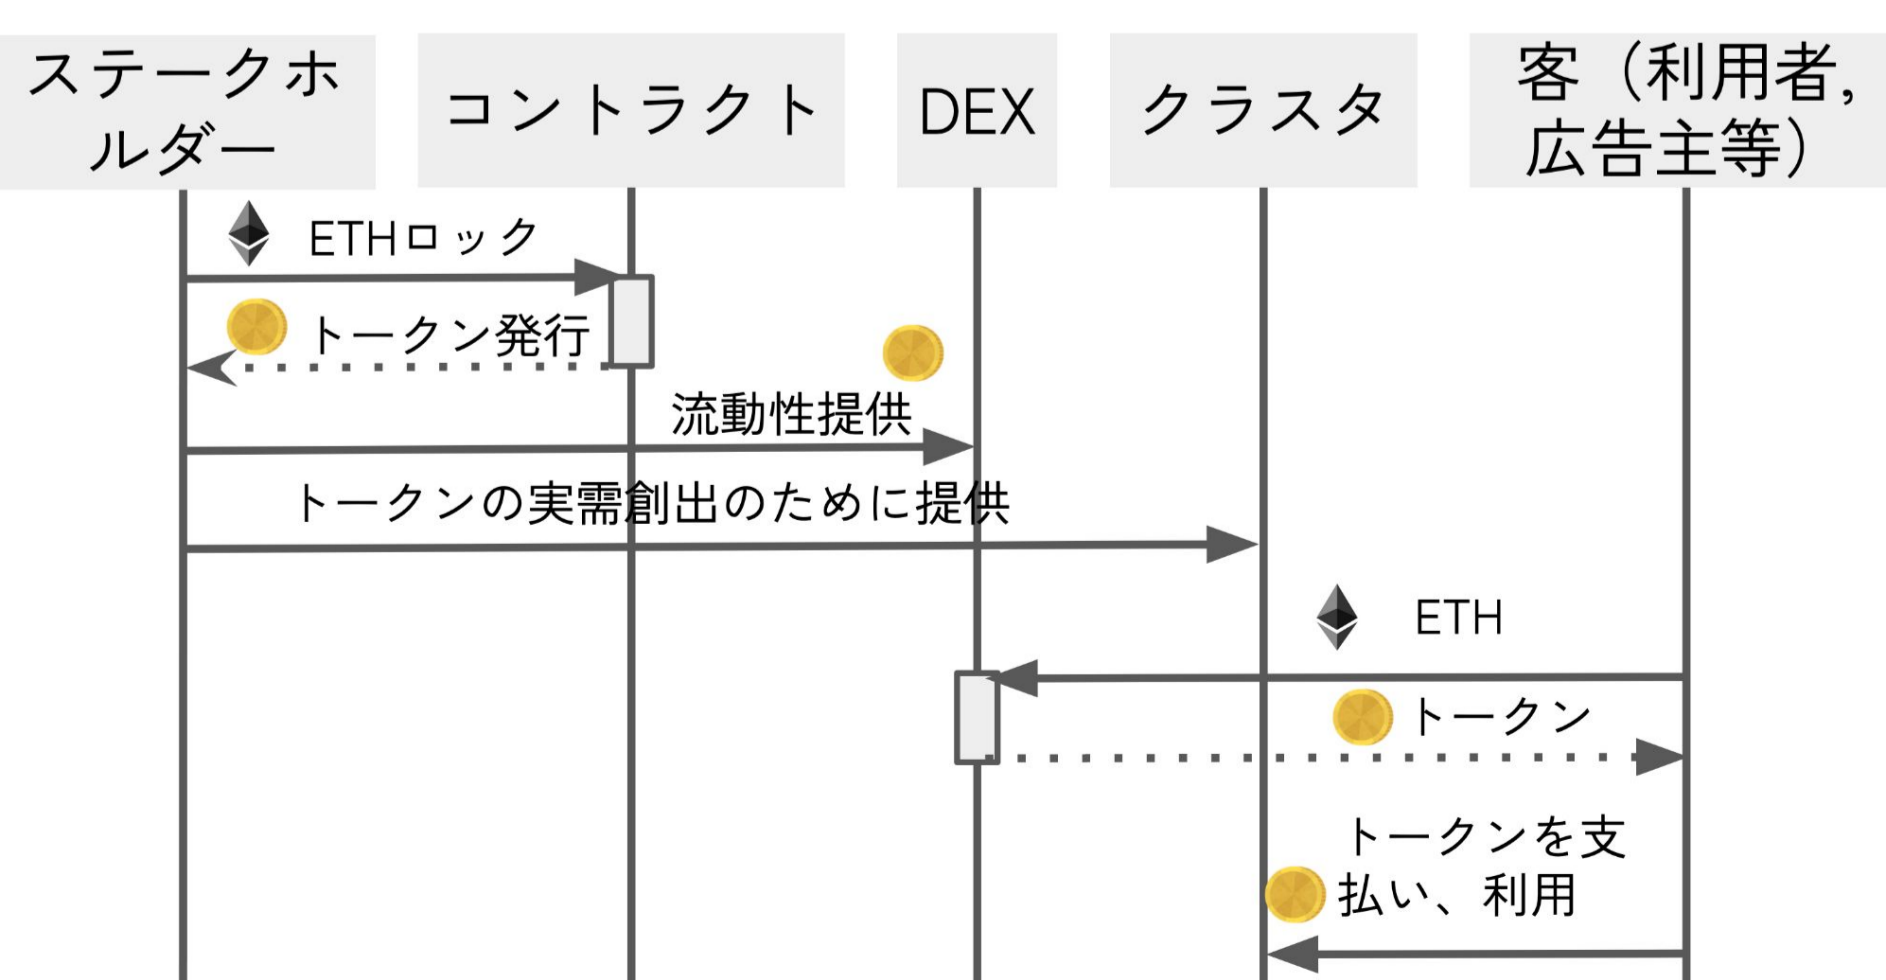 ステークホ
ルダー
コントラクト
DEX
クラスタ
客（利用者,
広告主等）
ETHロック
トークン発行
流動性提供
トークンの実需創出のために提供
ETH
トークン
トークンを支
払い、利用